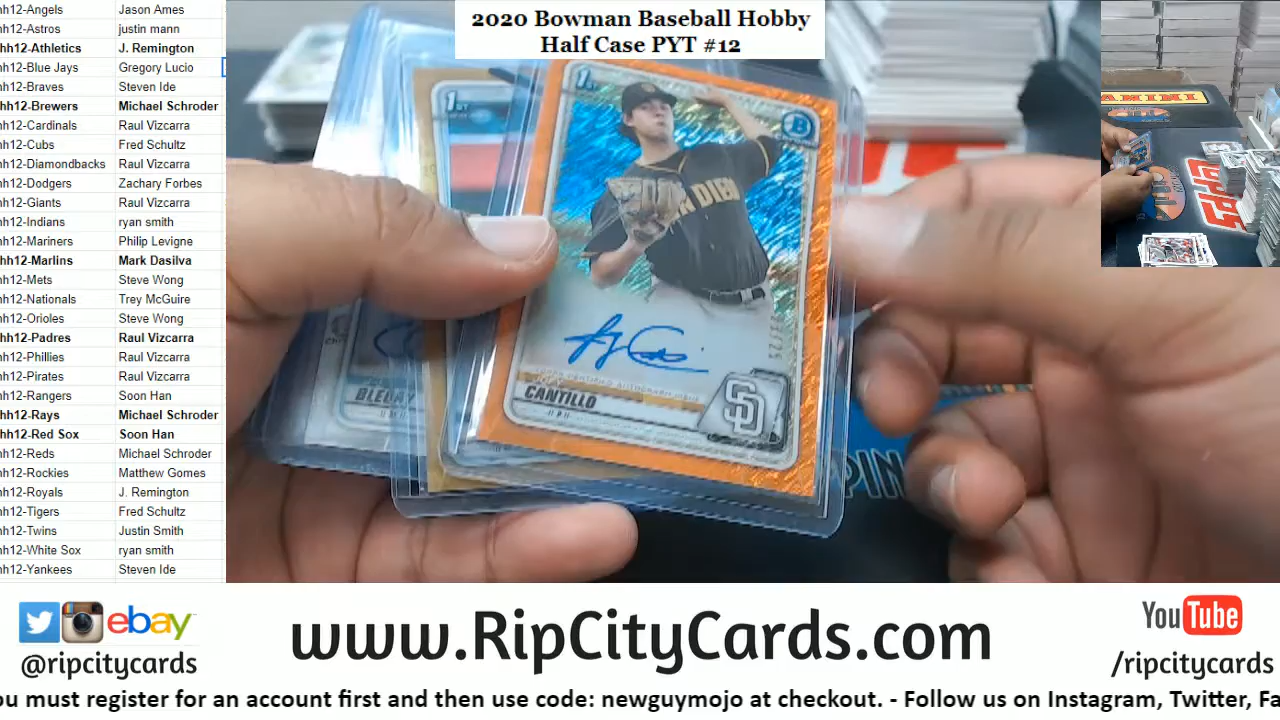 2020 Bowman Baseball Hobby
Half Case PYT #12
hh12-Angels Jason Ames
hh12-Astros justin mann
hh12-Athletics J. Remington
hh12-Blue Jays Gregory Lucio
hh12-Braves Steven Ide
hh12-Brewers Michael Schroder
hh12-Cardinals Raul Vizcarra
hh12-Cubs Fred Schultz
hh12-Diamondbacks Raul Vizcarra
hh12-Dodgers Zachary Forbes
hh12-Giants Raul Vizcarra
hh12-Indians ryan smith
hh12-Mariners Philip Levigne
hh12-Marlins Mark Dasilva
hh12-Mets Steve Wong
hh12-Nationals Trey McGuire
hh12-Orioles Steve Wong
hh12-Padres Raul Vizcarra
hh12-Phillies Raul Vizcarra
hh12-Pirates Raul Vizcarra
hh12-Rangers Soon Han
hh12-Rays Michael Schroder
hh12-Red Sox Soon Han
hh12-Reds Michael Schroder
hh12-Rockies Matthew Gomes
hh12-Royals J. Remington
hh12-Tigers Fred Schultz
hh12-Twins Justin Smith
hh12-White Sox ryan smith
hh12-Yankees Steven Ide
1st
1st
B
DIEGO
CANTILLO
SD
BLEDAY
PIN
PANINI
TOPPS
ebay
@ripcitycards
www.RipCityCards.com
YouTube
/ripcitycards
ou must register for an account first and then use code: newguymojo at checkout. - Follow us on Instagram, Twitter, Fa